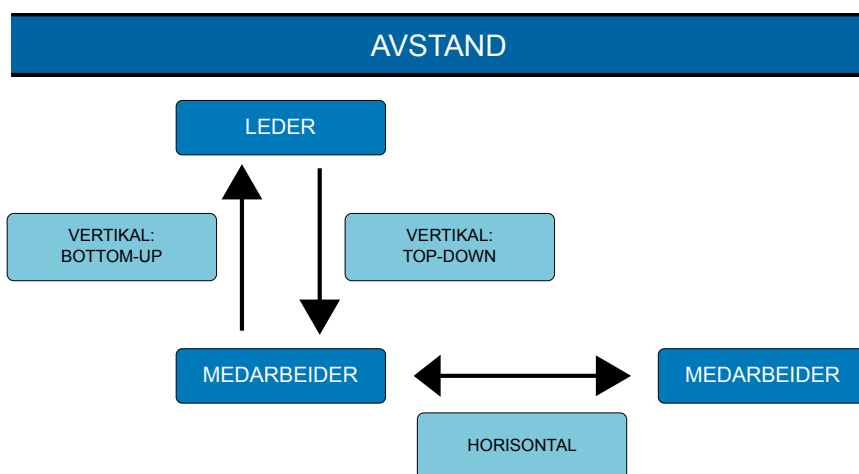 AVSTAND
LEDER
VERTIKAL:
BOTTOM-UP
VERTIKAL:
TOP-DOWN
MEDARBEIDER
MEDARBEIDER
HORISONTAL